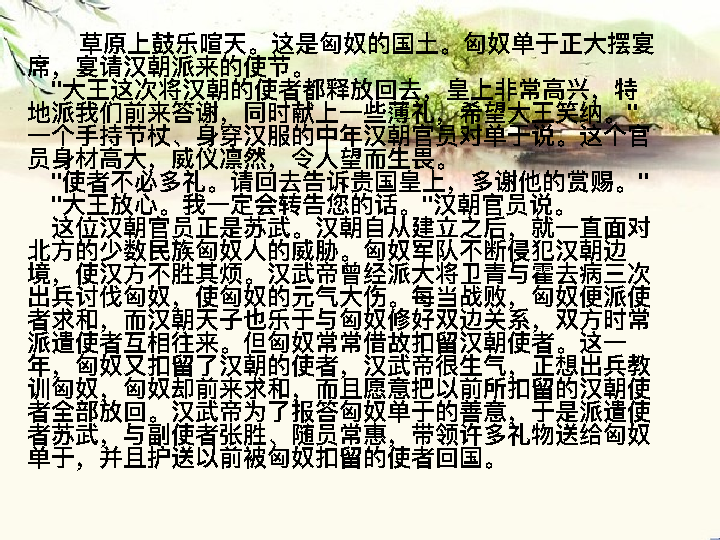 草原上鼓乐喧天。这是匈奴的国土。匈奴单于正大摆宴
席，宴请汉朝派来的使节。
"大王这次将汉朝的使者都释放回去，皇上非常高兴，特
地派我们前来答谢，同时献上一些薄礼，希望大王笑纳。"
一个手持节杖、身穿汉服的中年汉朝官员对单于说。这个官
员身材高大，威仪凛然，令人望而生畏。
"使者不必多礼。请回去告诉贵国皇上，多谢他的赏赐。"
"大王放心。我一定会转告您的话。"汉朝官员说。
这位汉朝官员正是苏武。汉朝自从建立之后，就一直面对
北方的少数民族匈奴人的威胁。匈奴军队不断侵犯汉朝边
境，使汉方不胜其烦。汉武帝曾经派大将卫青与霍去病三次
出兵讨伐匈奴，使匈奴的元气大伤。每当战败，匈奴便派使
者求和，而汉朝天子也乐于与匈奴修好双边关系，双方时常
派遣使者互相往来。但匈奴常常借故扣留汉朝使者。这一
年，匈奴又扣留了汉朝的使者，汉武帝很生气，正想出兵教
训匈奴，匈奴却前来求和，而且愿意把以前所扣留的汉朝使
者全部放回。汉武帝为了报答匈奴单于的善意，于是派遣使
者苏武，与副使者张胜、随员常惠，带领许多礼物送给匈奴
单于，并且护送以前被匈奴扣留的使者回国。